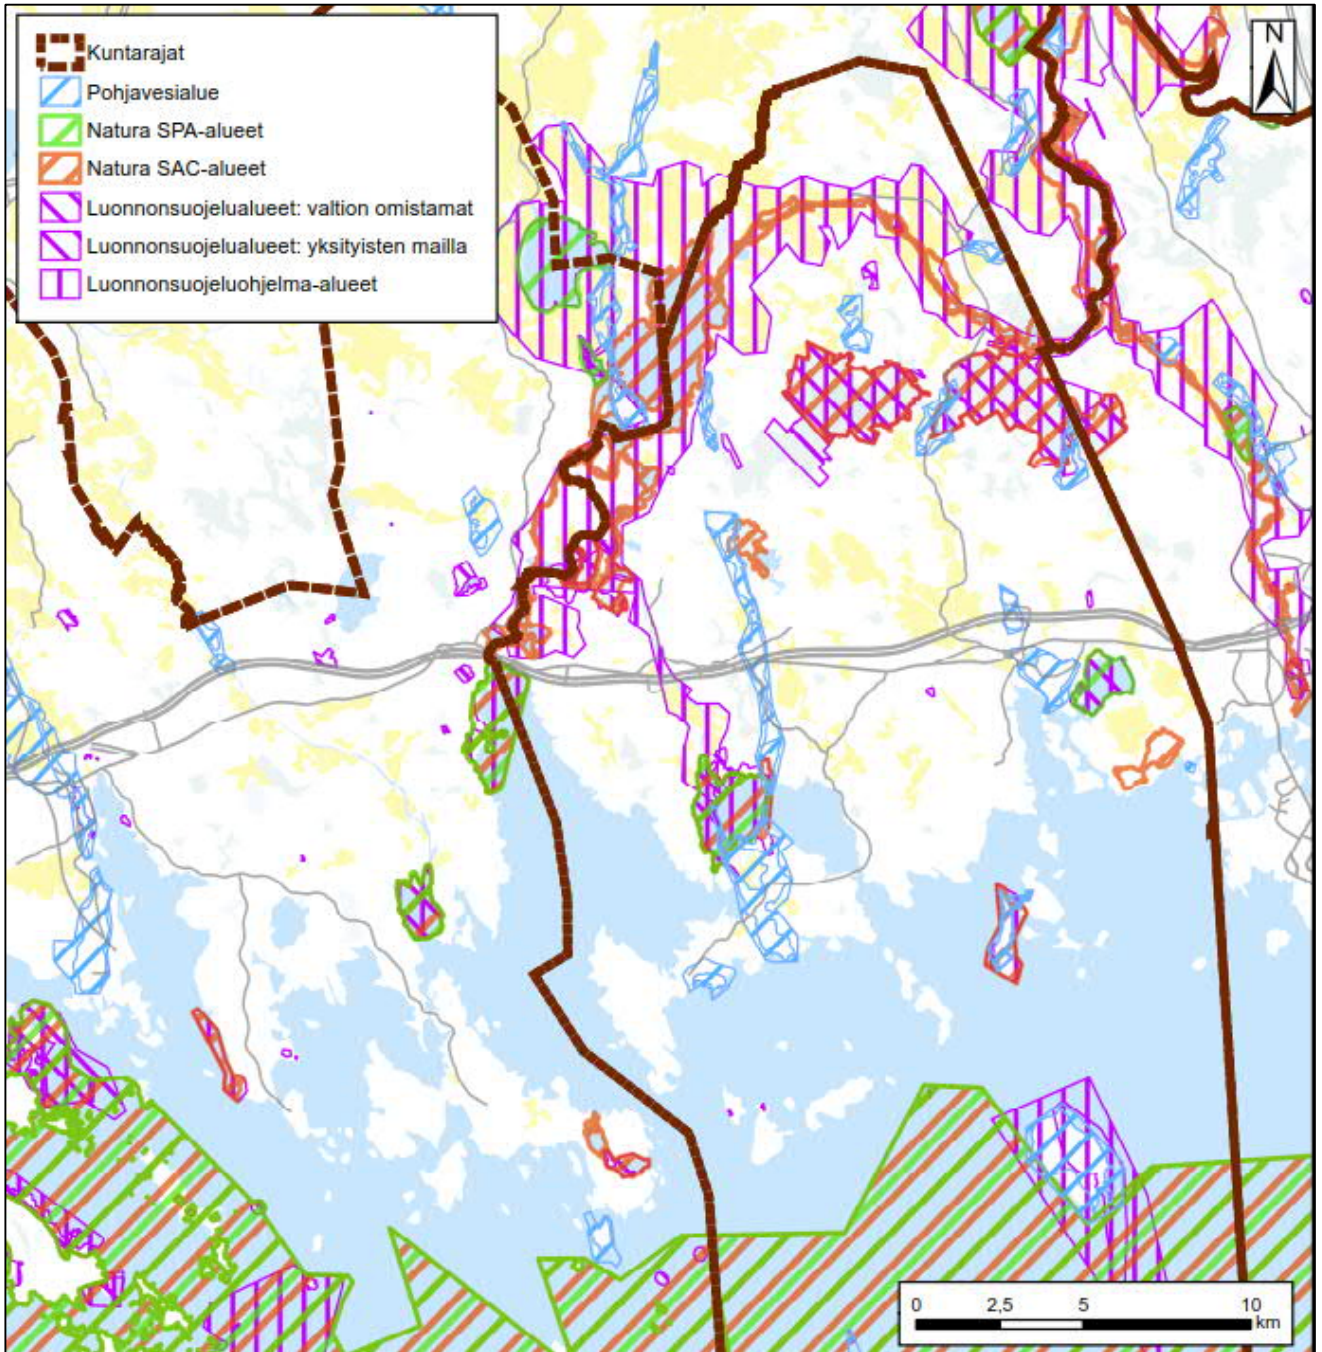 Kuntarajat
Pohjavesialue
Natura SPA-alueet
Natura SAC-alueet
Luonnonsuojelualueet: valtion omistamat
Luonnonsuojelualueet: yksityisten mailla
Luonnonsuojeluohjelma-alueet
N
0 2,5 5 10
km